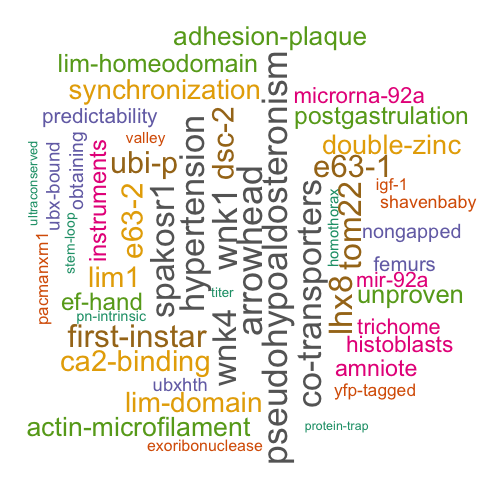 adhesion-plaque
lim-homeodomain
synchronization
microrna-92a
predictability
postgastrulation
valley
double-zinc
ultraconserved
ubx-bound
stem-loop
obtaining
instruments
ubi-p
dsc-2
e63-1
igf-1
shavenbaby
e63-2
spakosr1
hypertension
wnk1
arrowhead
pseudohypoaldosteronism
co-transporters
homothorax
tom22
nongapped
femurs
pacmanxrn1
lim1
titer
wnk4
lhx8
mir-92a
unproven
ef-hand
pn-intrinsic
first-instar
trichome
histoblasts
ca2-binding
amniote
ubxhth
yfp-tagged
lim-domain
actin-microfilament
protein-trap
exoribonuclease